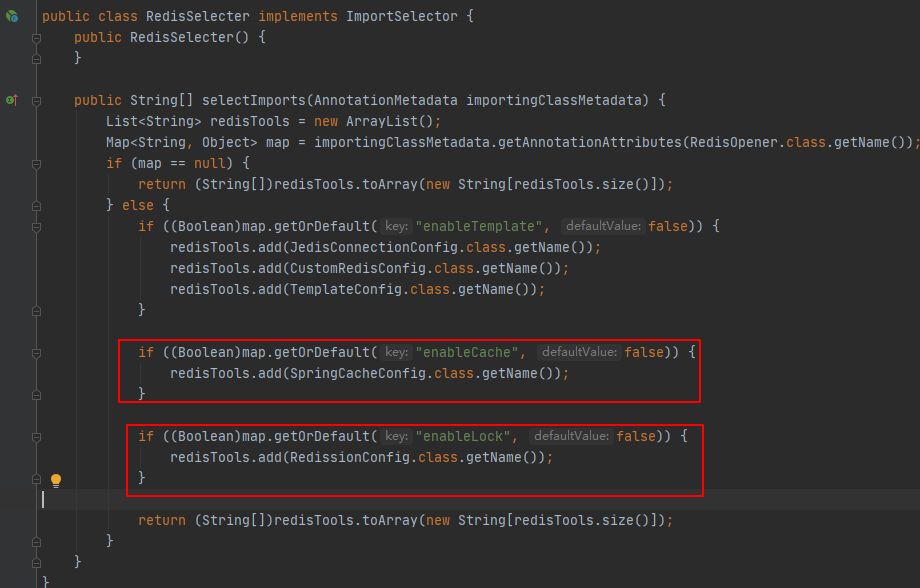 public class RedisSelecter implements ImportSelector {
public RedisSelecter() {
}
public String[] selectImports(AnnotationMetadata importingClassMetadata) {
List<String> redisTools = new ArrayList();
Map<String, Object> map = importingClassMetadata.getAnnotationAttributes(RedisOpener.class.getName());
if (map == null) {
return (String[])redisTools.toArray(new String[redisTools.size()]);
} else {
if ((Boolean)map.getOrDefault( key: "enableTemplate", defaultValue: false)) {
redisTools.add(JedisConnectionConfig.class.getName());
redisTools.add(CustomRedisConfig.class.getName());
redisTools.add(TemplateConfig.class.getName());
}
if ((Boolean)map.getOrDefault( key: "enableCache", defaultValue: false)) {
redisTools.add(SpringCacheConfig.class.getName());
}
if ((Boolean)map.getOrDefault( key: "enableLock", defaultValue: false)) {
redisTools.add(RedissionConfig.class.getName());
}
return (String[])redisTools.toArray(new String[redisTools.size()]);
}
}
}